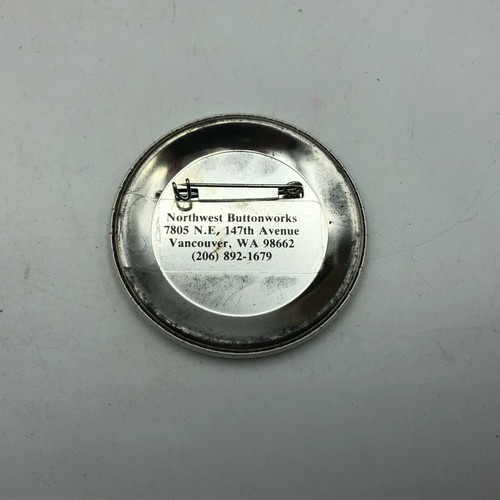 Northwest Buttonworks
7805 N.E. 147th Avenue
Vancouver, WA 98662
(206) 892-1679